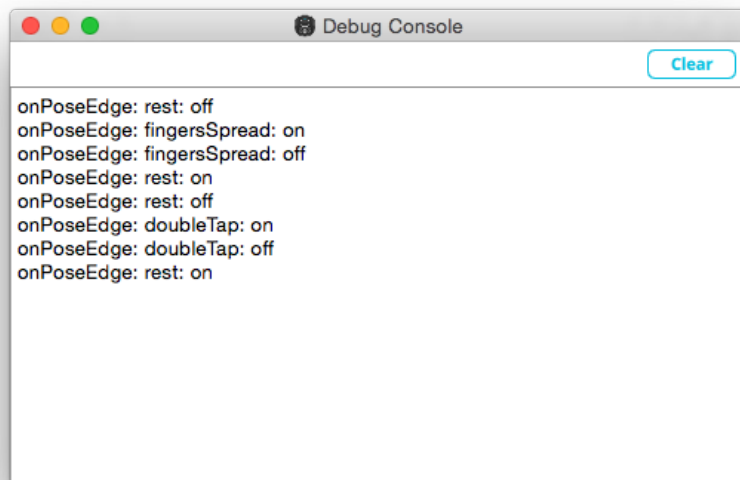 Debug Console
Clear
onPoseEdge: rest: off
onPoseEdge: fingersSpread: on
onPoseEdge: fingersSpread: off
onPoseEdge: rest: on
onPoseEdge: rest: off
onPoseEdge: doubleTap: on
onPoseEdge: doubleTap: off
onPoseEdge: rest: on